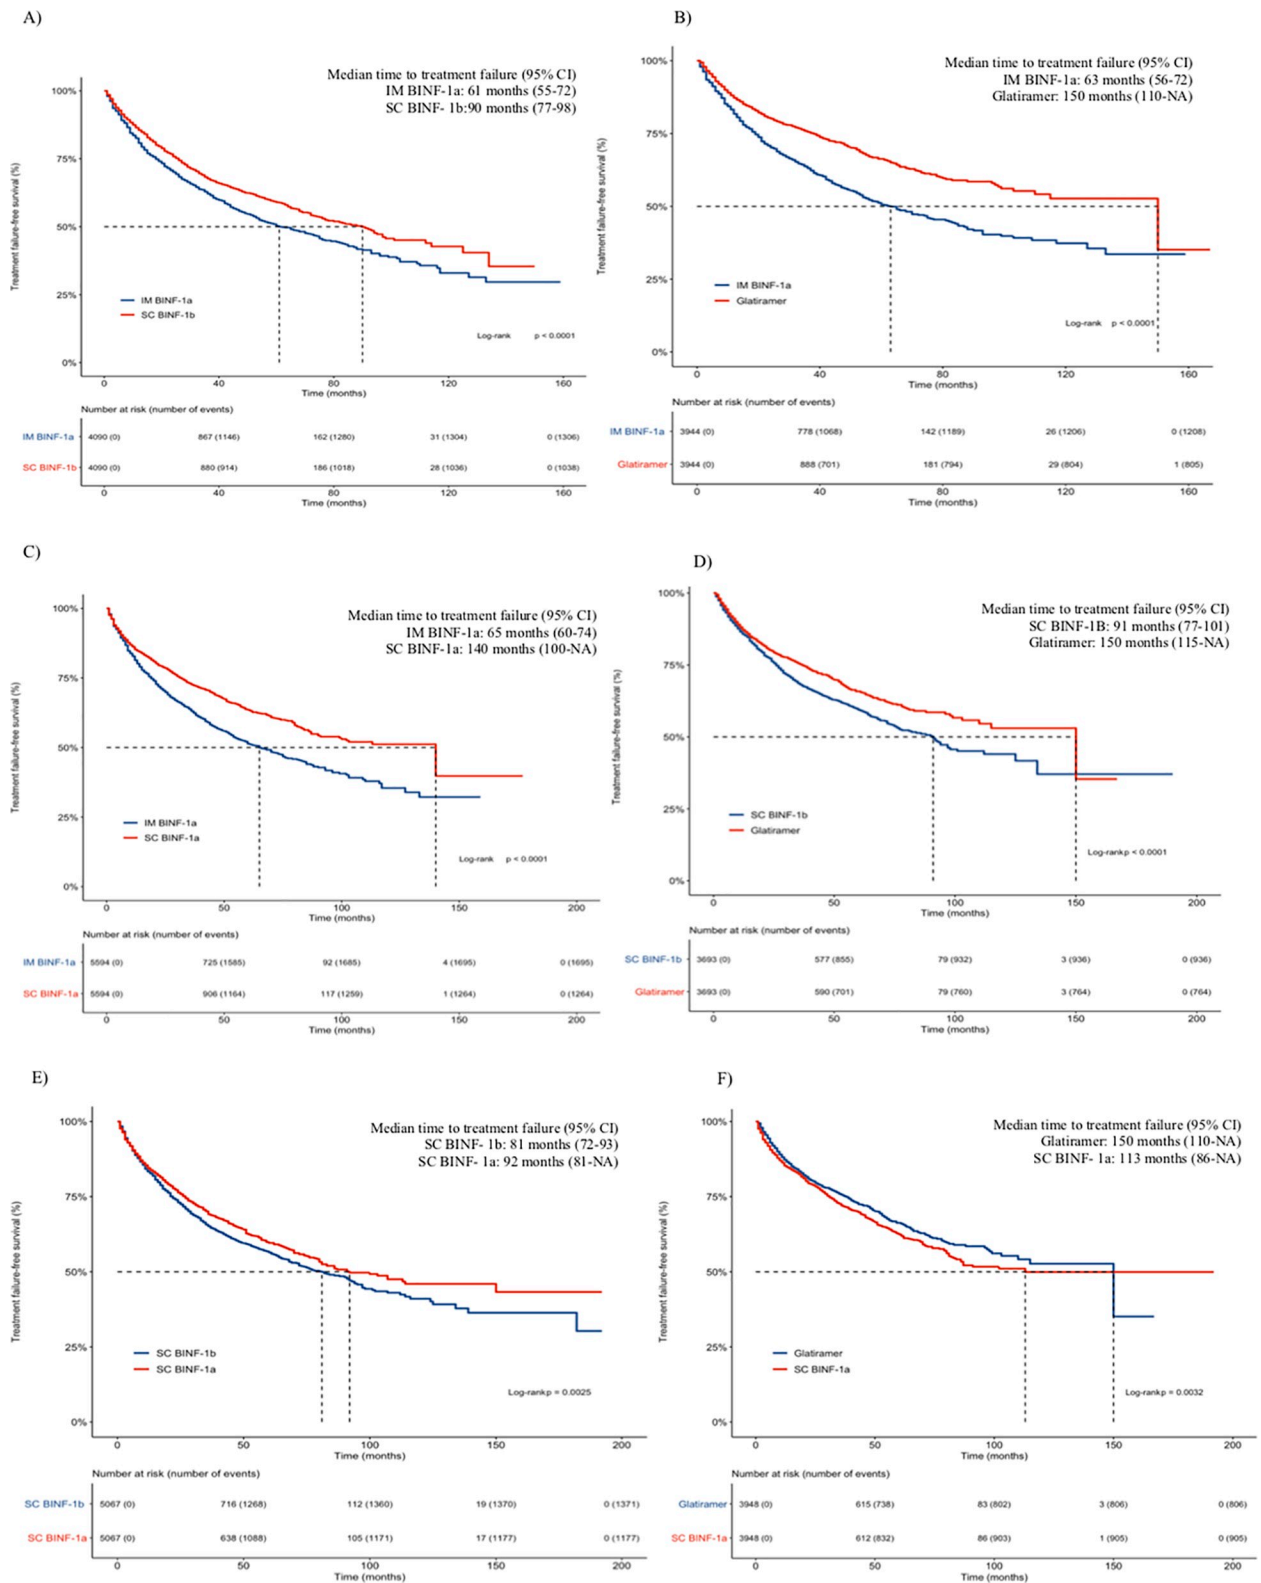 A)
Median time to treatment failure (95% CI)
IM BINF-1a: 61 months (55-72)
SC BINF- 1b:90 months (77-98)
100%
75%
50%
25%
0%
Treatment failure-free survival (%)
IM BINF-1a
SC BINF-1b
Log-rank p < 0.0001
0 40 80 120 160
Time (months)
Number at risk (number of events)
IM BINF-1a 4090 (0) 867 (1146) 162 (1280) 31 (1304) 0 (1306)
SC BINF-1b 4090 (0) 880 (914) 186 (1018) 28 (1036) 0 (1038)
0 40 80 120 160
Time (months)
B)
Median time to treatment failure (95% CI)
IM BINF-1a: 63 months (56-72)
Glatiramer: 150 months (110-NA)
100%
75%
50%
25%
0%
Treatment failure-free survival (%)
IM BINF-1a
Glatiramer
Log-rank p < 0.0001
0 40 80 120 160
Time (months)
Number at risk (number of events)
IM BINF-1a 3944 (0) 778 (1068) 142 (1189) 26 (1206) 0 (1208)
Glatiramer 3944 (0) 888 (701) 181 (794) 29 (804) 1 (805)
0 40 80 120 160
Time (months)
C)
Median time to treatment failure (95% CI)
IM BINF-1a: 65 months (60-74)
SC BINF-1a: 140 months (100-NA)
100%
75%
50%
25%
0%
Treatment failure-free survival (%)
IM BINF-1a
SC BINF-1a
Log-rank p < 0.0001
0 50 100 150 200
Time (months)
Number at risk (number of events)
IM BINF-1a 5594 (0) 725 (1585) 92 (1685) 4 (1695) 0 (1695)
SC BINF-1a 5594 (0) 906 (1164) 117 (1259) 1 (1264) 0 (1264)
0 50 100 150 200
Time (months)
D)
Median time to treatment failure (95% CI)
SC BINF-1B: 91 months (77-101)
Glatiramer: 150 months (115-NA)
100%
75%
50%
25%
0%
Treatment failure-free survival (%)
SC BINF-1b
Glatiramer
Log-rankp < 0.0001
0 50 100 150 200
Time (months)
Number at risk (number of events)
SC BINF-1b 3693 (0) 577 (855) 79 (932) 3 (936) 0 (936)
Glatiramer 3693 (0) 590 (701) 79 (760) 3 (764) 0 (764)
0 50 100 150 200
Time (months)
E)
Median time to treatment failure (95% CI)
SC BINF- 1b: 81 months (72-93)
SC BINF- 1a: 92 months (81-NA)
100%
75%
50%
25%
0%
Treatment failure-free survival (%)
SC BINF-1b
SC BINF-1a
Log-rankp = 0.0025
0 50 100 150 200
Time (months)
Number at risk (number of events)
SC BINF-1b 5067 (0) 716 (1268) 112 (1360) 19 (1370) 0 (1371)
SC BINF-1a 5067 (0) 638 (1088) 105 (1171) 17 (1177) 0 (1177)
0 50 100 150 200
Time (months)
F)
Median time to treatment failure (95% CI)
Glatiramer: 150 months (110-NA)
SC BINF- 1a: 113 months (86-NA)
100%
75%
50%
25%
0%
Treatment failure-free survival (%)
Glatiramer
SC BINF-1a
Log-rankp = 0.0032
0 50 100 150 200
Time (months)
Number at risk (number of events)
Glatiramer 3948 (0) 615 (738) 83 (802) 3 (806) 0 (806)
SC BINF-1a 3948 (0) 612 (832) 86 (903) 1 (905) 0 (905)
0 50 100 150 200
Time (months)